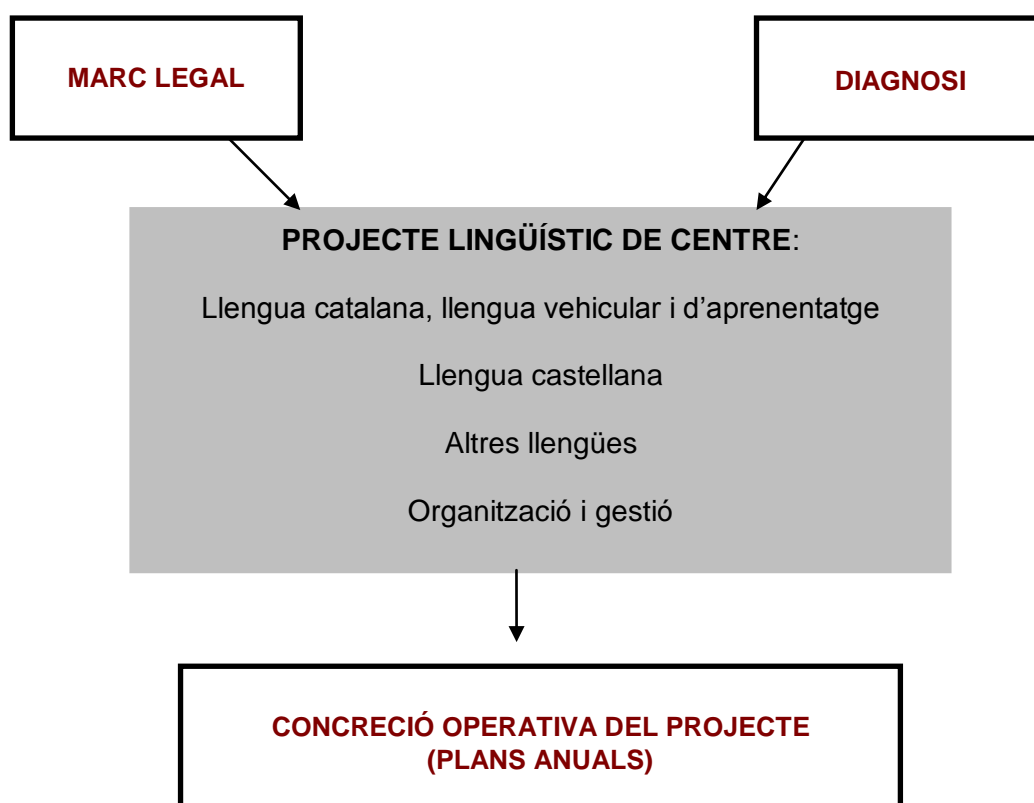 MARC LEGAL
DIAGNOSI
PROJECTE LINGÜÍSTIC DE CENTRE:
Llengua catalana, llengua vehicular i d’aprenentatge
Llengua castellana
Altres llengües
Organització i gestió
CONCRECIÓ OPERATIVA DEL PROJECTE
(PLANS ANUALS)